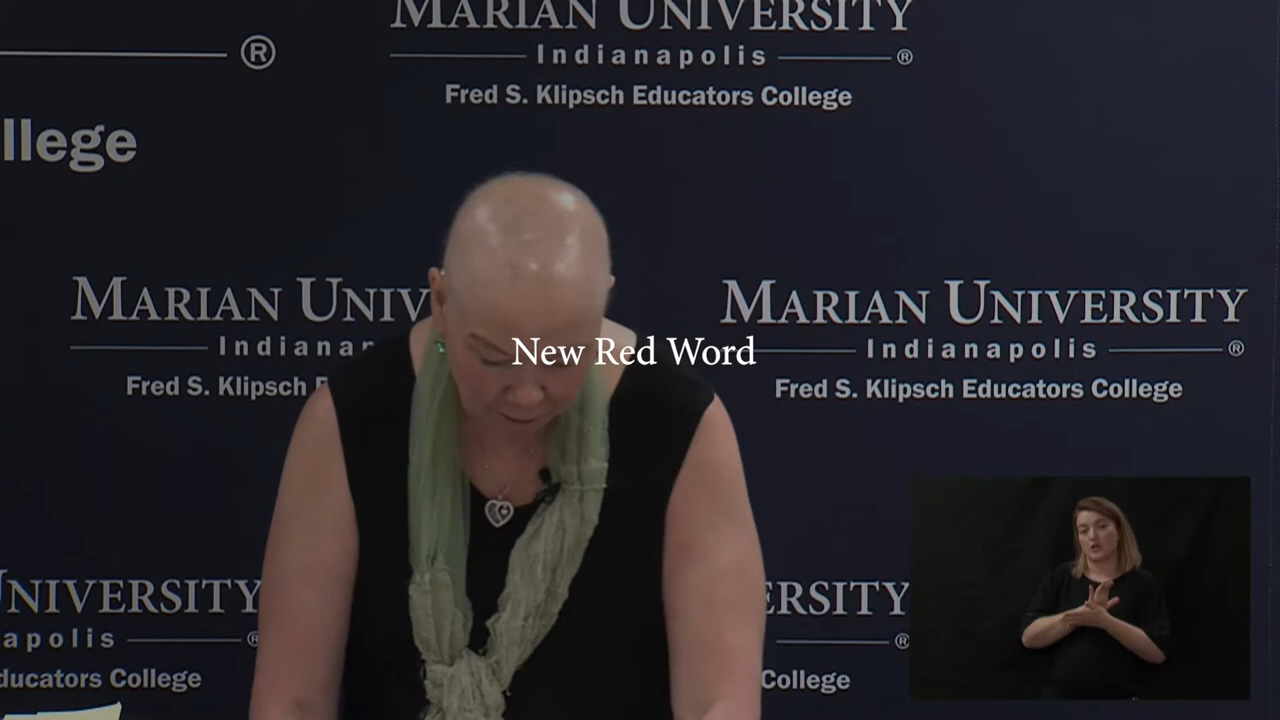 MARIAN UNIVERSITY
Indianapolis ®
Fred S. Klipsch Educators College
®
llege
MARIAN UNIV
Indianap
Fred S. Klipsch E
New Red Word
MARIAN UNIVERSITY
Indianapolis ®
Fred S. Klipsch Educators College
UNIVERSITY
apolis ®
ducators College
ERSITY
®
College